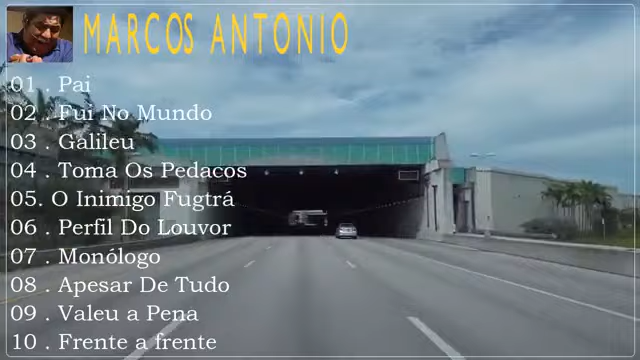 MARCOS ANTONIO
01 . Pai
02 . Fui No Mundo
03 . Galileu
04 . Toma Os Pedacos
05. O Inimigo Fugtrá
06 . Perfil Do Louvor
07 . Monólogo
08 . Apesar De Tudo
09 . Valeu a Pena
10 . Frente a frente